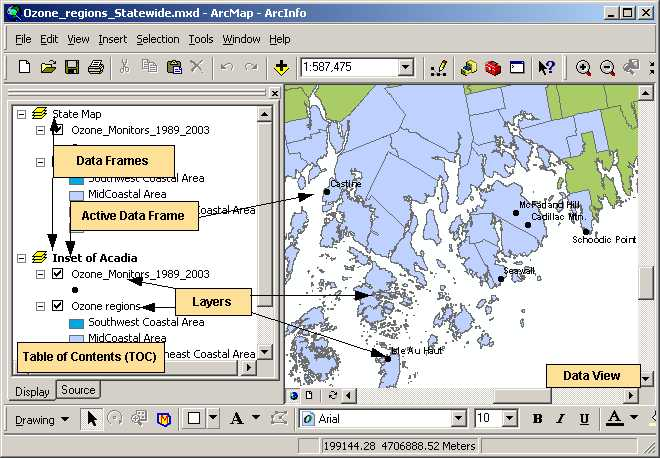 Ozone_regions_Statewide.mxd - ArcMap - ArcInfo
File Edit View Insert Selection Tools Window Help
1:587,475
State Map
Ozone_Monitors_1989_2003
Data Frames
Southwest Coastal Area
MidCoastal Area
Active Data Frame
coastal Area
Inset of Acadia
Ozone_Monitors_1989_2003
Layers
Ozone regions
Southwest Coastal Area
MidCoastal Area
Table of Contents (TOC)
heast Coastal Area
Display Source
Castine
McFarland Hill
Cadillac Mtn.
Schoodic Point
Seawall
Isle Au Haut
Data View
Drawing
A
Arial
10
B I U A
199144.28 4706888.52 Meters